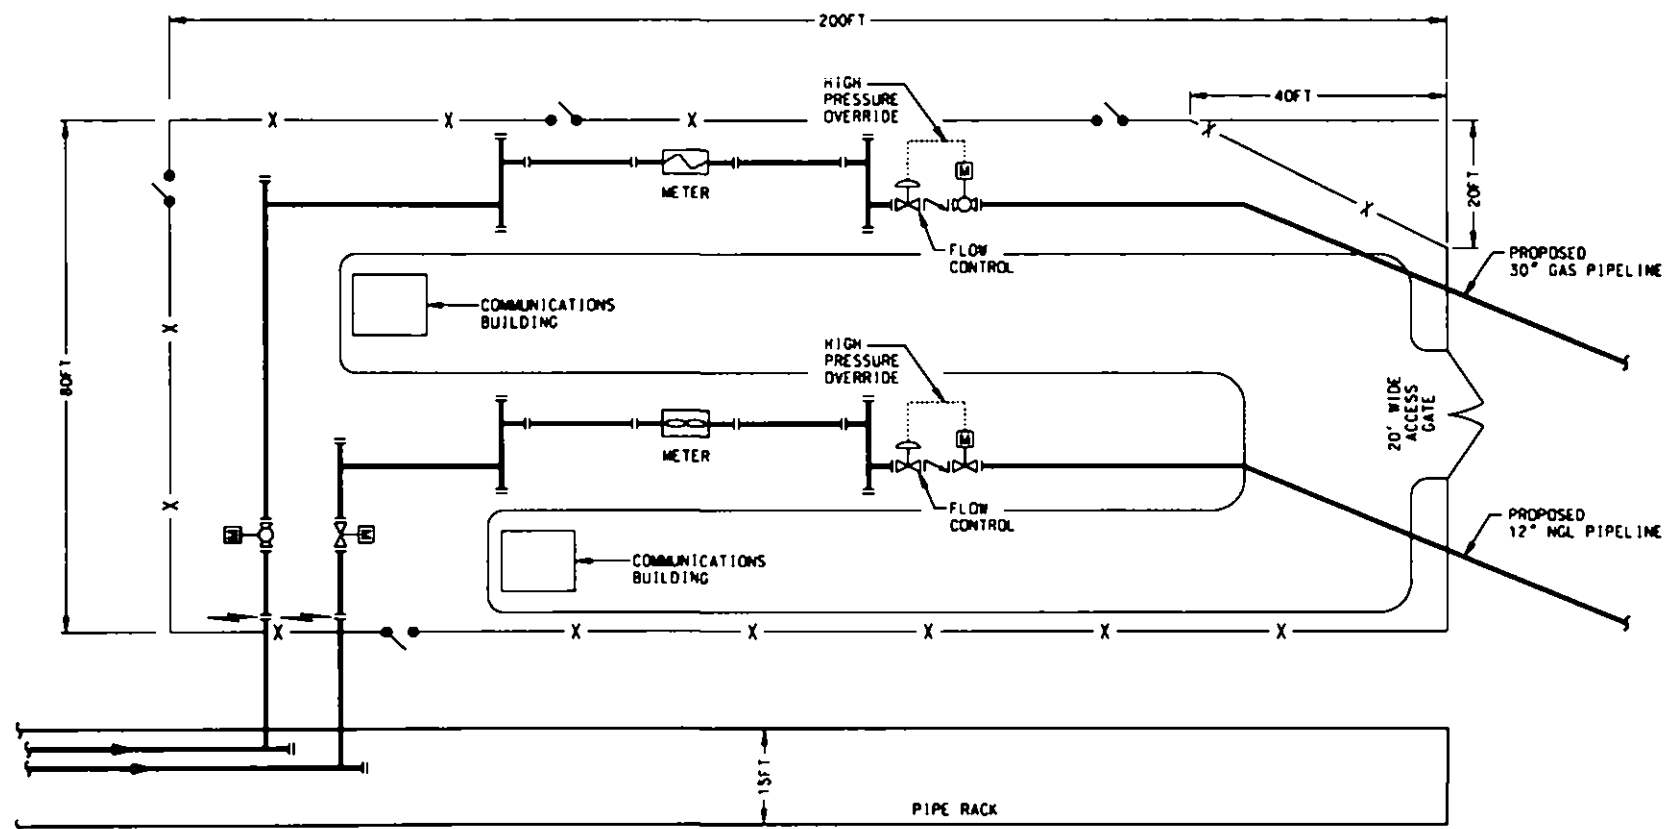 200FT
40FT
HIGH
PRESSURE
OVERRIDE
M
METER
20FT
FLOW
CONTROL
PROPOSED
30" GAS PIPELINE
COMMUNICATIONS
BUILDING
80FT
HIGH
PRESSURE
OVERRIDE
20' WIDE
ACCESS
GATE
M
METER
FLOW
CONTROL
PROPOSED
12" NGL PIPELINE
M
M
COMMUNICATIONS
BUILDING
15FT
PIPE RACK